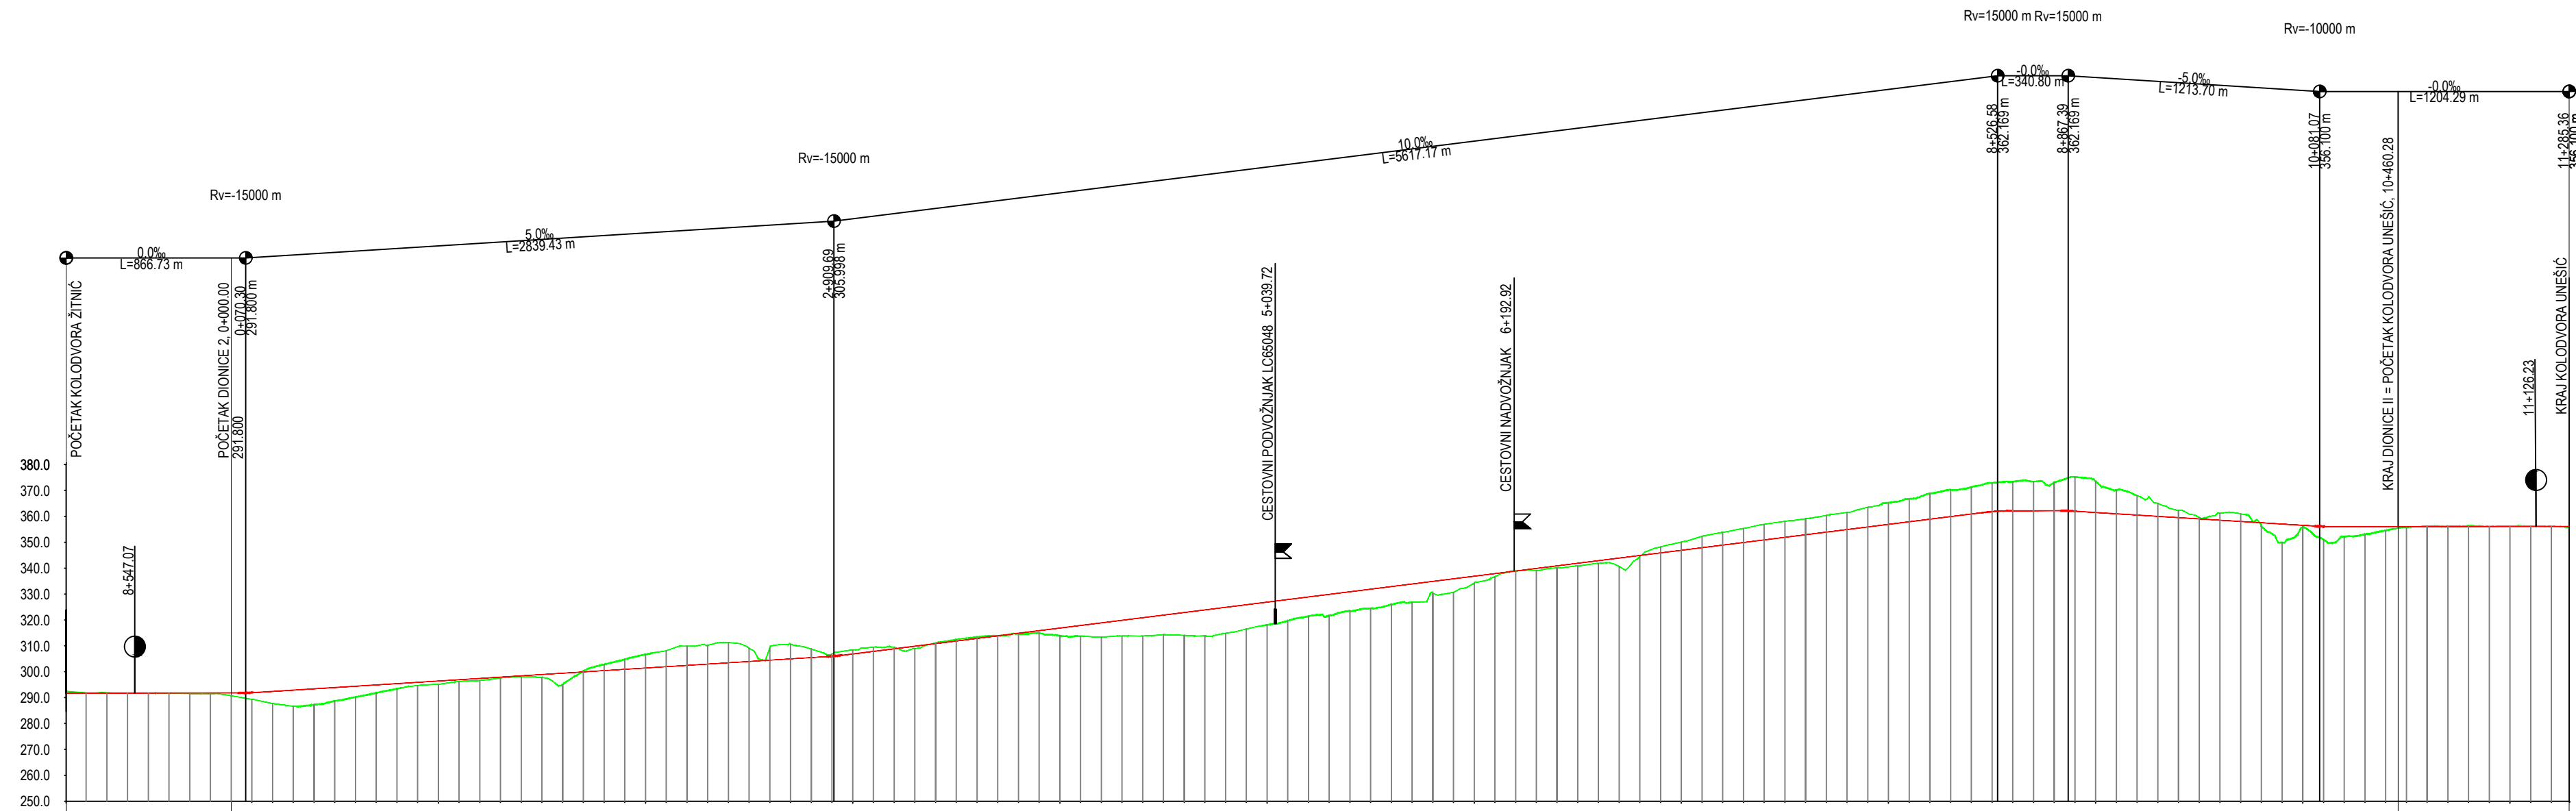 Rv=15000 m Rv=15000 m
Rv=-10000 m
Rv=-15000 m
Rv=-15000 m
0.0‰
L=866.73 m
5.0‰
L=2839.43 m
10.0‰
L=5617.17 m
-0.0‰
L=340.80 m
-5.0‰
L=1213.70 m
-0.0‰
L=1204.29 m
POČETAK KOLODVORA ŽITNIĆ
8+547.07
POČETAK DIONICE 2, 0+000.00
291.800
0+070.30
291.800 m
2+909.69
305.998 m
CESTOVNI PODVOŽNJAK LC65048 5+039.72
CESTOVNI NADVOŽNJAK 6+192.92
8+526.58
362.169 m
8+867.39
362.169 m
10+081.07
356.100 m
KRAJ DIONICE II = POČETAK KOLODVORA UNEŠIĆ, 10+460.28
11+126.23
KRAJ KOLODVORA UNEŠIĆ
11+285.36
356.100 m
380.0
370.0
360.0
350.0
340.0
330.0
320.0
310.0
300.0
290.0
280.0
270.0
260.0
250.0